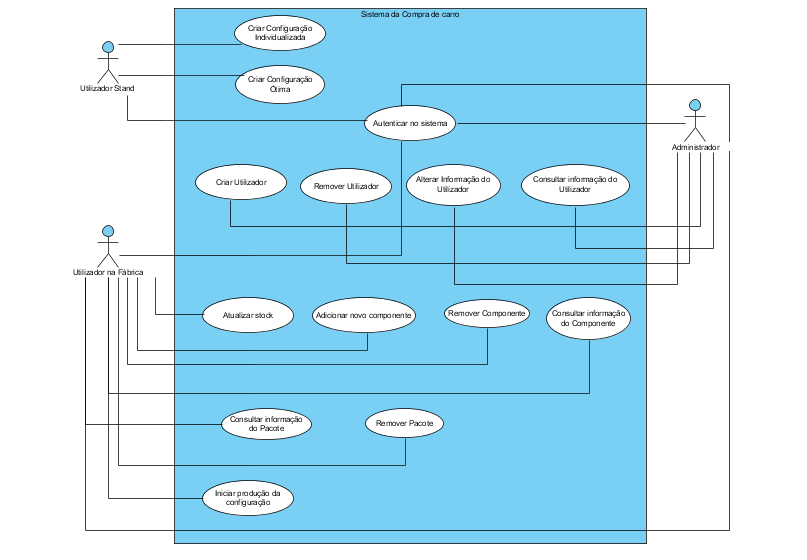 Sistema da Compra de carro
Criar Configuração
Individualizada
Utilizador Stand
Criar Configuração
Ótima
Autenticar no sistema
Administrador
Criar Utilizador
Remover Utilizador
Alterar Informação do
Utilizador
Consultar informação do
Utilizador
Utilizador na Fábrica
Atualizar stock
Adicionar novo componente
Remover Componente
Consultar informação
do Componente
Consultar informação
do Pacote
Remover Pacote
Iniciar produção da
configuração